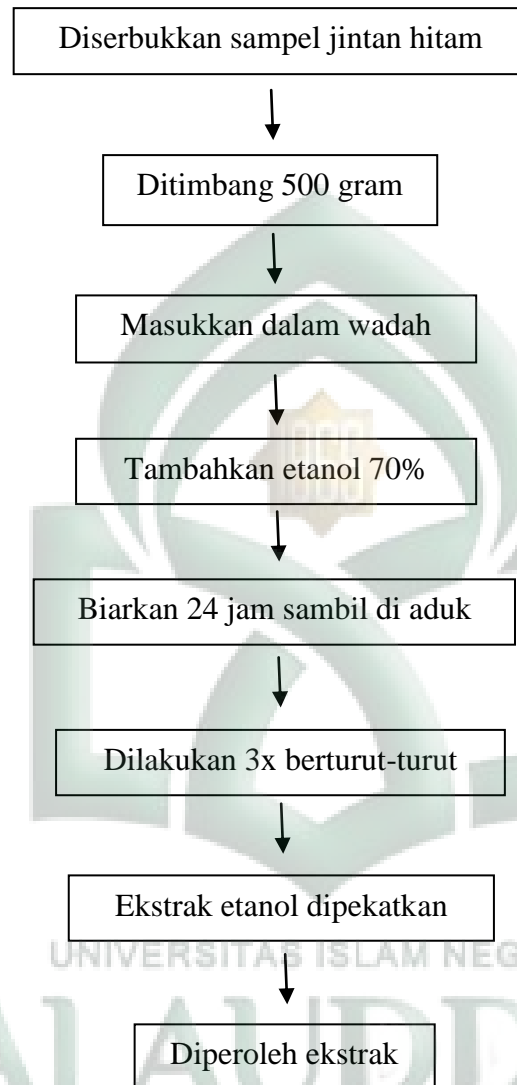 Diserbukkan sampel jintan hitam
Ditimbang 500 gram
Masukkan dalam wadah
Tambahkan etanol 70%
Biarkan 24 jam sambil di aduk
Dilakukan 3x berturut-turut
Ekstrak etanol dipekatkan
UNIVERSITAS ISLAM NEG
ALAUDD
Diperoleh ekstrak